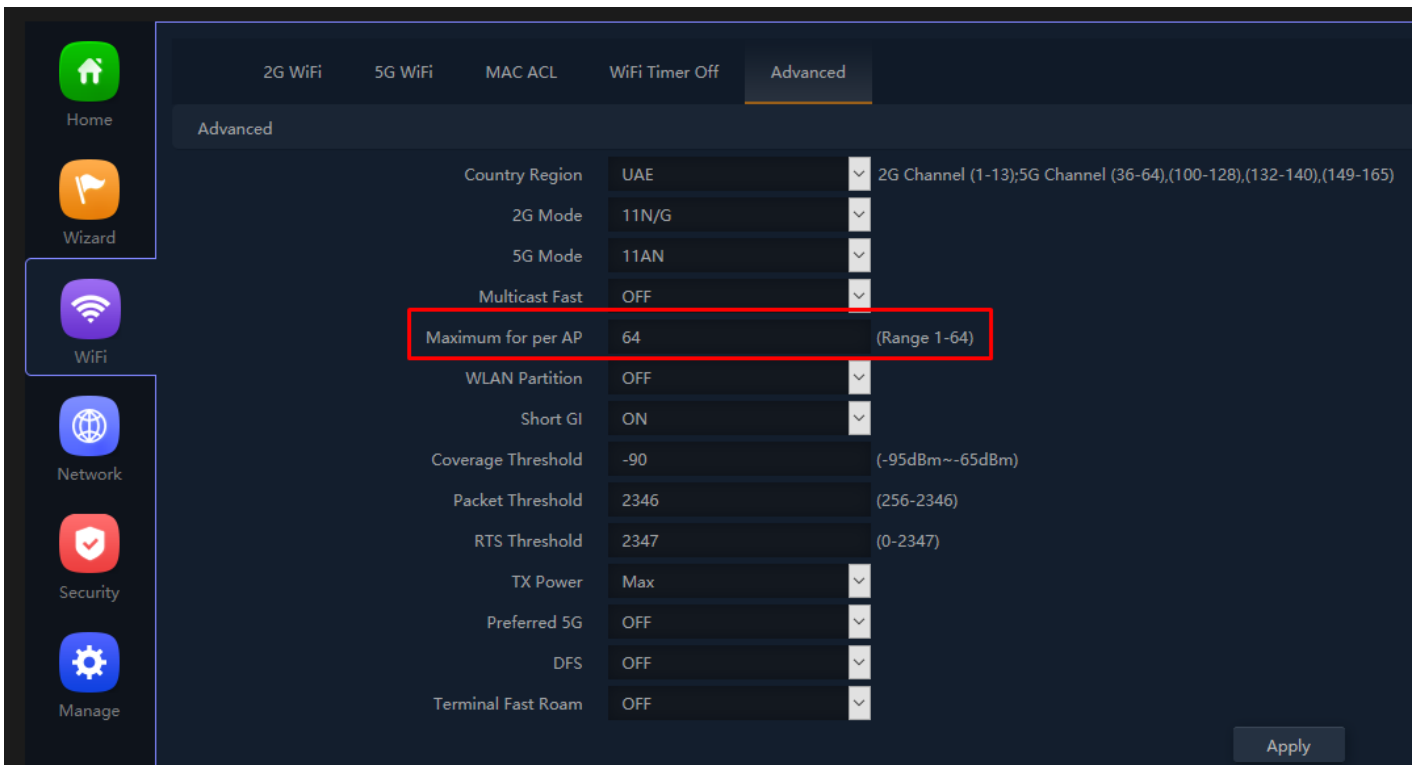 Home
Wizard
WiFi
Network
Security
Manage
2G WiFi 5G WiFi MAC ACL WiFi Timer Off Advanced
Advanced
Country Region UAE 2G Channel (1-13);5G Channel (36-64),(100-128),(132-140),(149-165)
2G Mode 11N/G
5G Mode 11AN
Multicast Fast OFF
Maximum for per AP 64 (Range 1-64)
WLAN Partition OFF
Short GI ON
Coverage Threshold -90 (-95dBm~-65dBm)
Packet Threshold 2346 (256-2346)
RTS Threshold 2347 (0-2347)
TX Power Max
Preferred 5G OFF
DFS OFF
Terminal Fast Roam OFF
Apply